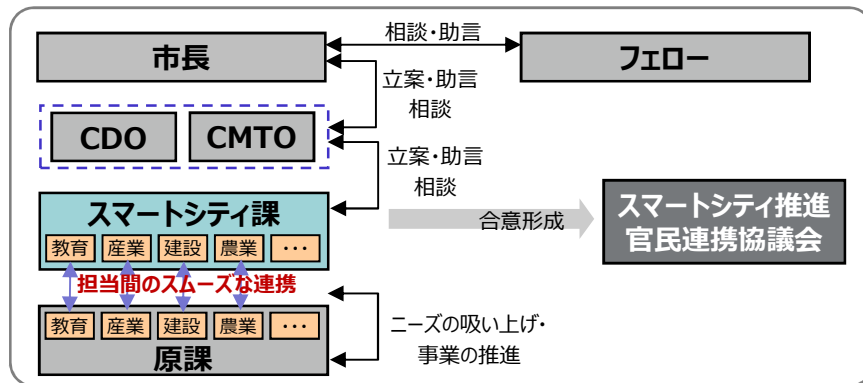 相談・助言
市長
フェロー
立案・助言
相談
CDO
CMTO
立案・助言
相談
スマートシティ課
教育 産業 建設 農業 ・・・
合意形成
スマートシティ推進
官民連携協議会
担当間のスムーズな連携
教育 産業 建設 農業 ・・・
原課
ニーズの吸い上げ・
事業の推進